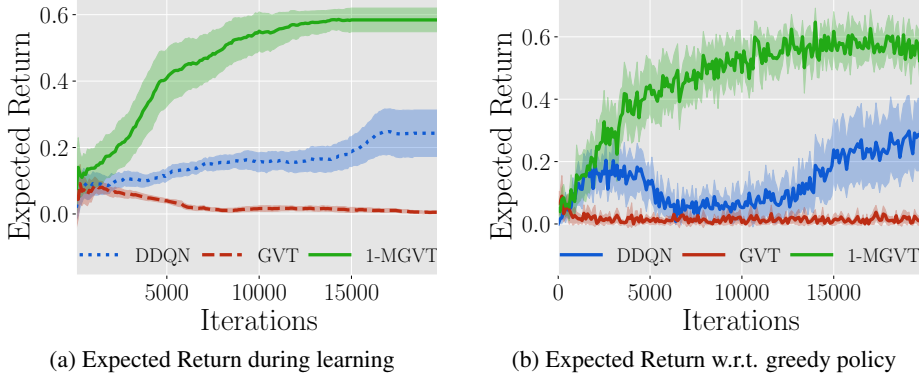 Expected Return
0.6
0.4
0.2
0.0
DDQN GVT 1-MGVT
5000 10000 15000
Iterations
(a) Expected Return during learning
Expected Return
0.6
0.4
0.2
0.0
DDQN GVT 1-MGVT
0 5000 10000 15000
Iterations
(b) Expected Return w.r.t. greedy policy